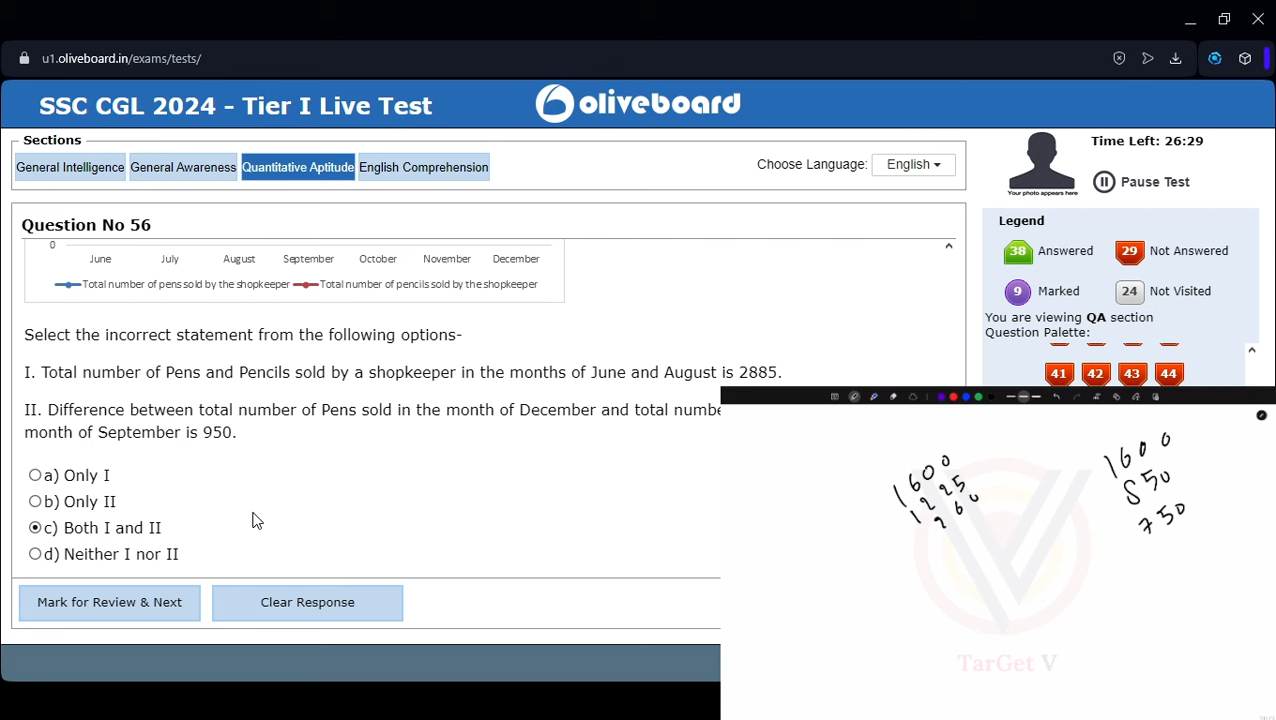 u1.oliveboard.in/exams/tests/
SSC CGL 2024 - Tier I Live Test
oliveboard
Sections
General Intelligence
General Awareness
Quantitative Aptitude
English Comprehension
Choose Language:
English
Your photo appears here
Time Left: 26:29
Pause Test
Question No 56
Legend
38 Answered
29 Not Answered
9 Marked
24 Not Visited
You are viewing QA section
Question Palette:
41 42 43 44
0
June July August September October November December
Total number of pens sold by the shopkeeper Total number of pencils sold by the shopkeeper
Select the incorrect statement from the following options-
I. Total number of Pens and Pencils sold by a shopkeeper in the months of June and August is 2885.
II. Difference between total number of Pens sold in the month of December and total numbe
month of September is 950.
a) Only I
b) Only II
c) Both I and II
d) Neither I nor II
Mark for Review & Next
Clear Response
1600
1225
260
1600
850
750
TarGet V